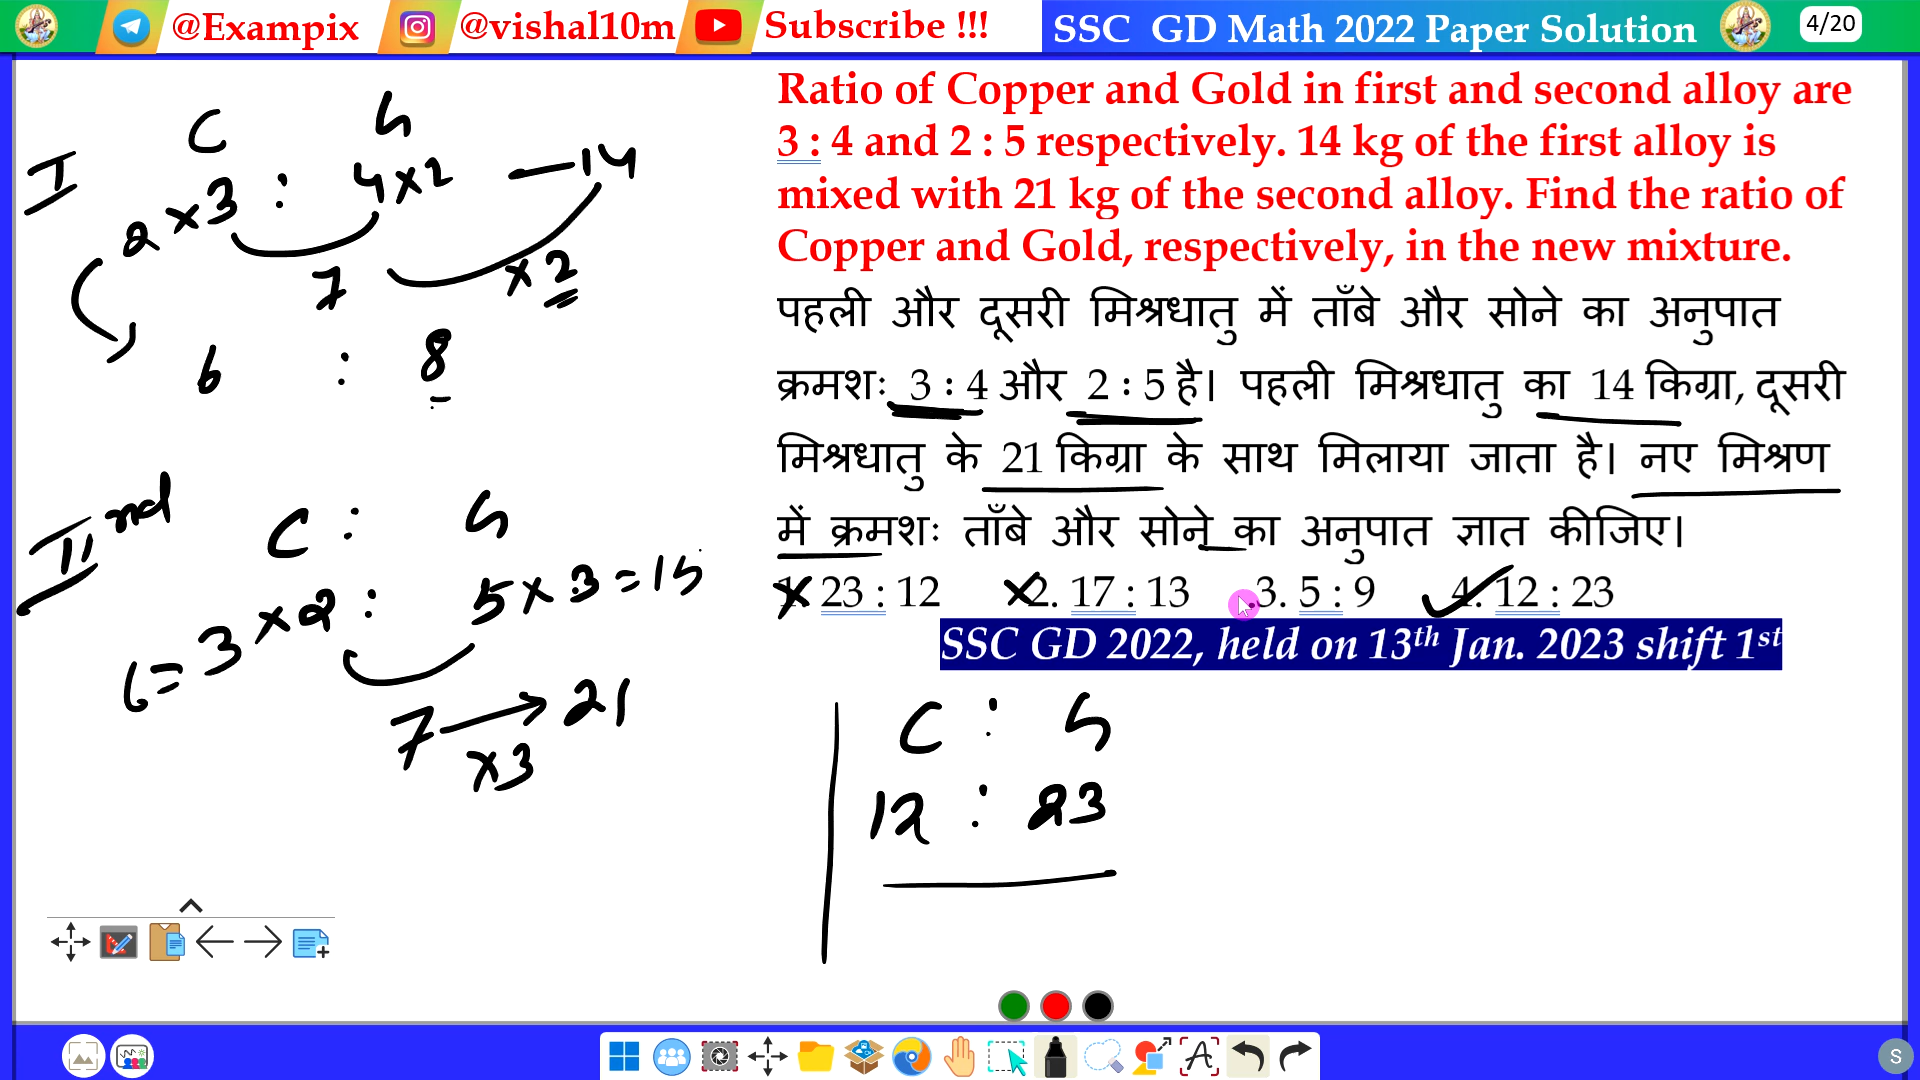 @Exampix @vishal10m Subscribe !!! SSC GD Math 2022 Paper Solution 4/20
Ratio of Copper and Gold in first and second alloy are
3 : 4 and 2 : 5 respectively. 14 kg of the first alloy is
mixed with 21 kg of the second alloy. Find the ratio of
Copper and Gold, respectively, in the new mixture.
पहली और दूसरी मिश्रधातु में ताँबे और सोने का अनुपात
क्रमशः 3 : 4 और 2 : 5 है। पहली मिश्रधातु का 14 किग्रा, दूसरी
मिश्रधातु के 21 किग्रा के साथ मिलाया जाता है। नए मिश्रण
में क्रमशः ताँबे और सोने का अनुपात ज्ञात कीजिए।
1. 23 : 12 2. 17 : 13 3. 5 : 9 4. 12 : 23
SSC GD 2022, held on 13th Jan. 2023 shift 1st
C G
I 2 × 3 : 4 × 2 — 14
7 × 2
6 : 8
IInd C : G
6 = 3 × 2 : 5 × 3 = 15
7 → 21
× 3
C : G
12 : 23
S